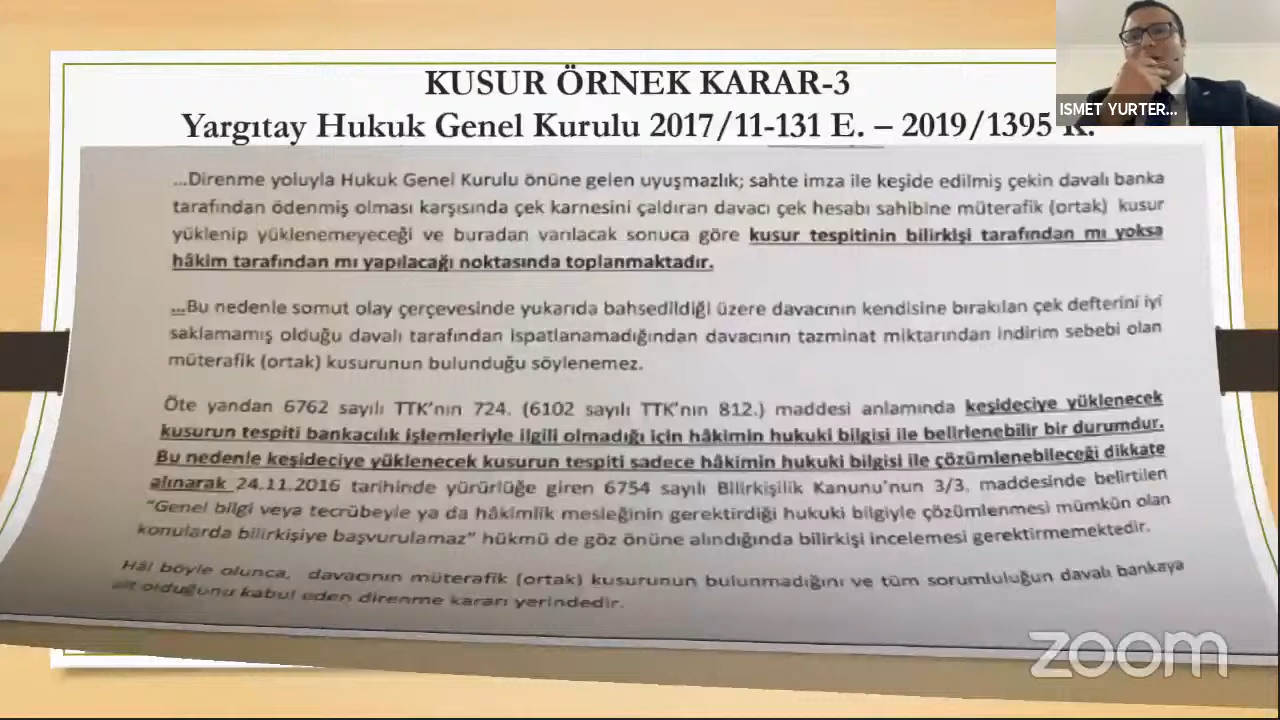 KUSUR ÖRNEK KARAR-3
Yargıtay Hukuk Genel Kurulu 2017/11-131 E. – 2019/1395 K.
ISMET YURTER...
...Direnme yoluyla Hukuk Genel Kurulu önüne gelen uyuşmazlık; sahte imza ile keşide edilmiş çekin davalı banka
tarafından ödenmiş olması karşısında çek karnesini çaldıran davacı çek hesabı sahibine müterafik (ortak) kusur
yüklenip yüklenemeyeceği ve buradan varılacak sonuca göre kusur tespitinin bilirkişi tarafından mı yoksa
hâkim tarafından mı yapılacağı noktasında toplanmaktadır.
...Bu nedenle somut olay çerçevesinde yukarıda bahsedildiği üzere davacının kendisine bırakılan çek defterini iyi
saklamamış olduğu davalı tarafından ispatlanamadığından davacının tazminat miktarından indirim sebebi olan
müterafik (ortak) kusurunun bulunduğu söylenemez.
Öte yandan 6762 sayılı TTK'nın 724. (6102 sayılı TTK'nın 812.) maddesi anlamında keşideciye yüklenecek
kusurun tespiti bankacılık işlemleriyle ilgili olmadığı için hâkimin hukuki bilgisi ile belirlenebilir bir durumdur.
Bu nedenle keşideciye yüklenecek kusurun tespiti sadece hâkimin hukuki bilgisi ile çözümlenebileceği dikkate
alınarak 24.11.2016 tarihinde yürürlüğe giren 6754 sayılı Bilirkişilik Kanunu'nun 3/3. maddesinde belirtilen
"Genel bilgi veya tecrübeyle ya da hâkimlik mesleğinin gerektirdiği hukuki bilgiyle çözümlenmesi mümkün olan
konularda bilirkişiye başvurulamaz" hükmü de göz önüne alındığında bilirkişi incelemesi gerektirmemektedir.
Hâl böyle olunca, davacının müterafik (ortak) kusurunun bulunmadığını ve tüm sorumluluğun davalı bankaya
ait olduğunu kabul eden direnme kararı yerindedir.
zoom